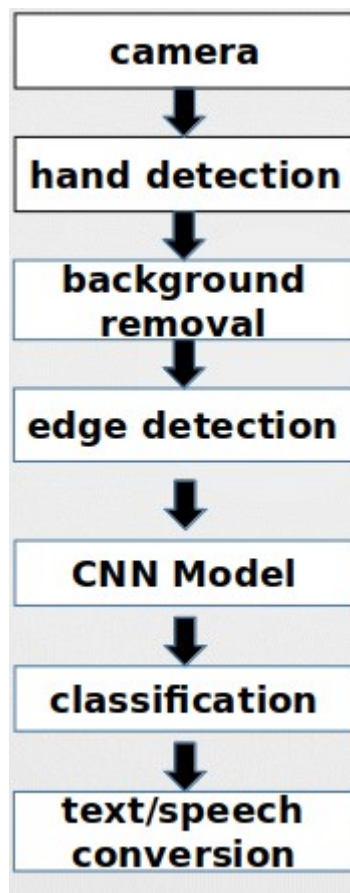 camera
hand detection
background
removal
edge detection
CNN Model
classification
text/speech
conversion